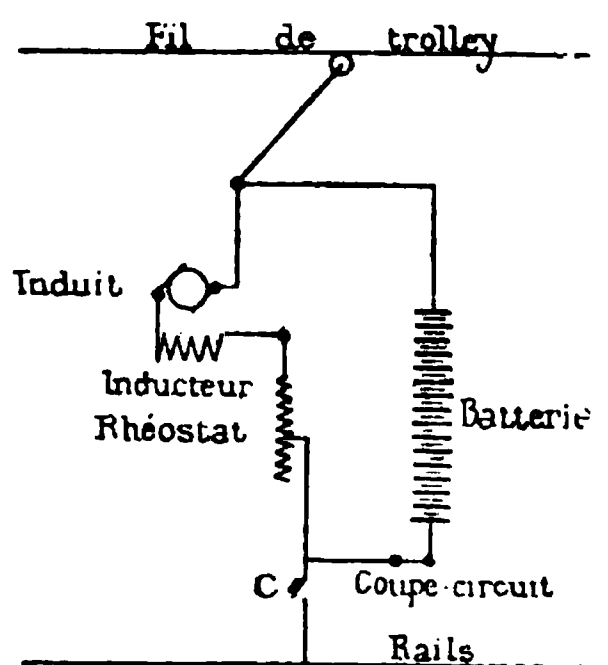 Fil de trolley
Induit
Inducteur
Rhéostat
Batterie
C
Coupe-circuit
Rails